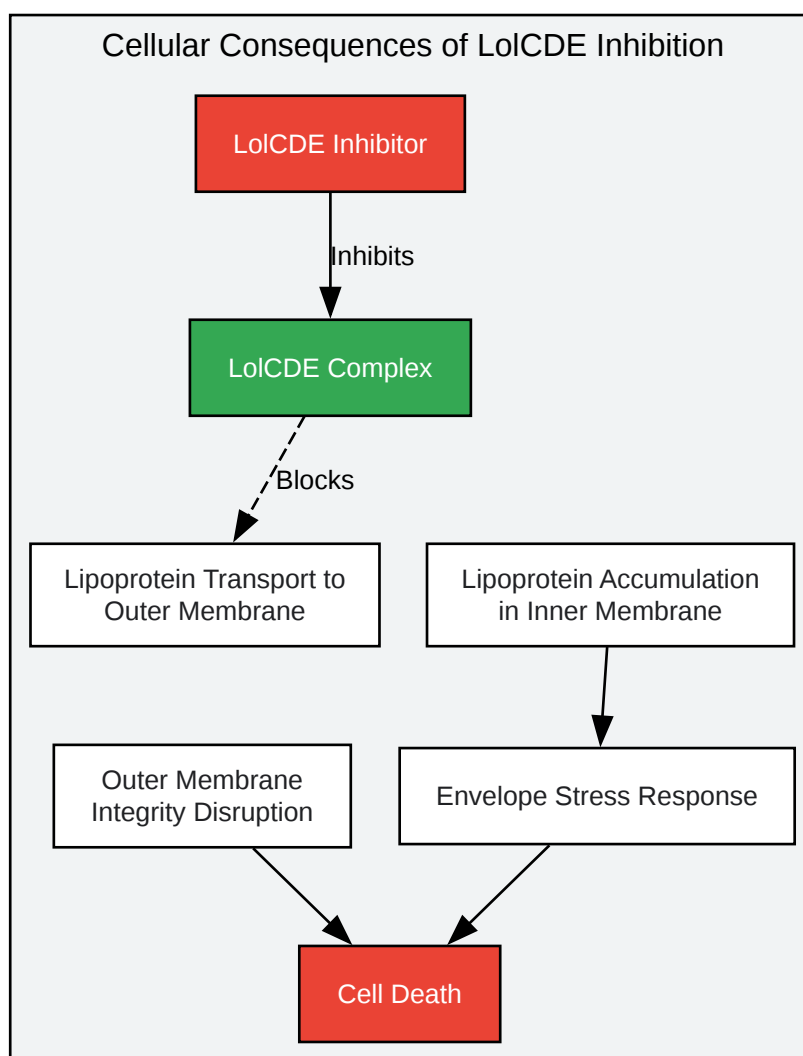 Cellular Consequences of LolCDE Inhibition
LolCDE Inhibitor
Inhibits
LolCDE Complex
Blocks
Lipoprotein Transport to
Outer Membrane
Lipoprotein Accumulation
in Inner Membrane
Outer Membrane
Integrity Disruption
Envelope Stress Response
Cell Death